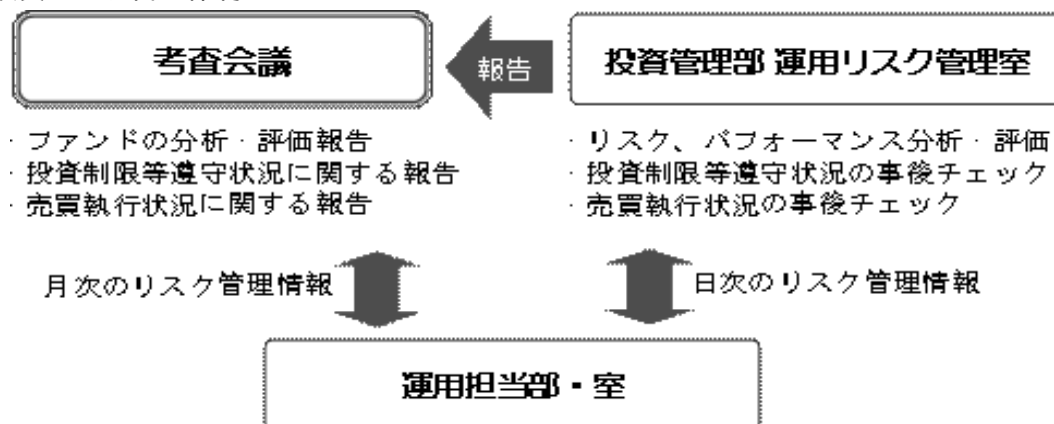 考査会議
報告
投資管理部 運用リスク管理室
・ファンドの分析・評価報告
・投資制限等遵守状況に関する報告
・売買執行状況に関する報告
・リスク、パフォーマンス分析・評価
・投資制限等遵守状況の事後チェック
・売買執行状況の事後チェック
月次のリスク管理情報
日次のリスク管理情報
運用担当部・室